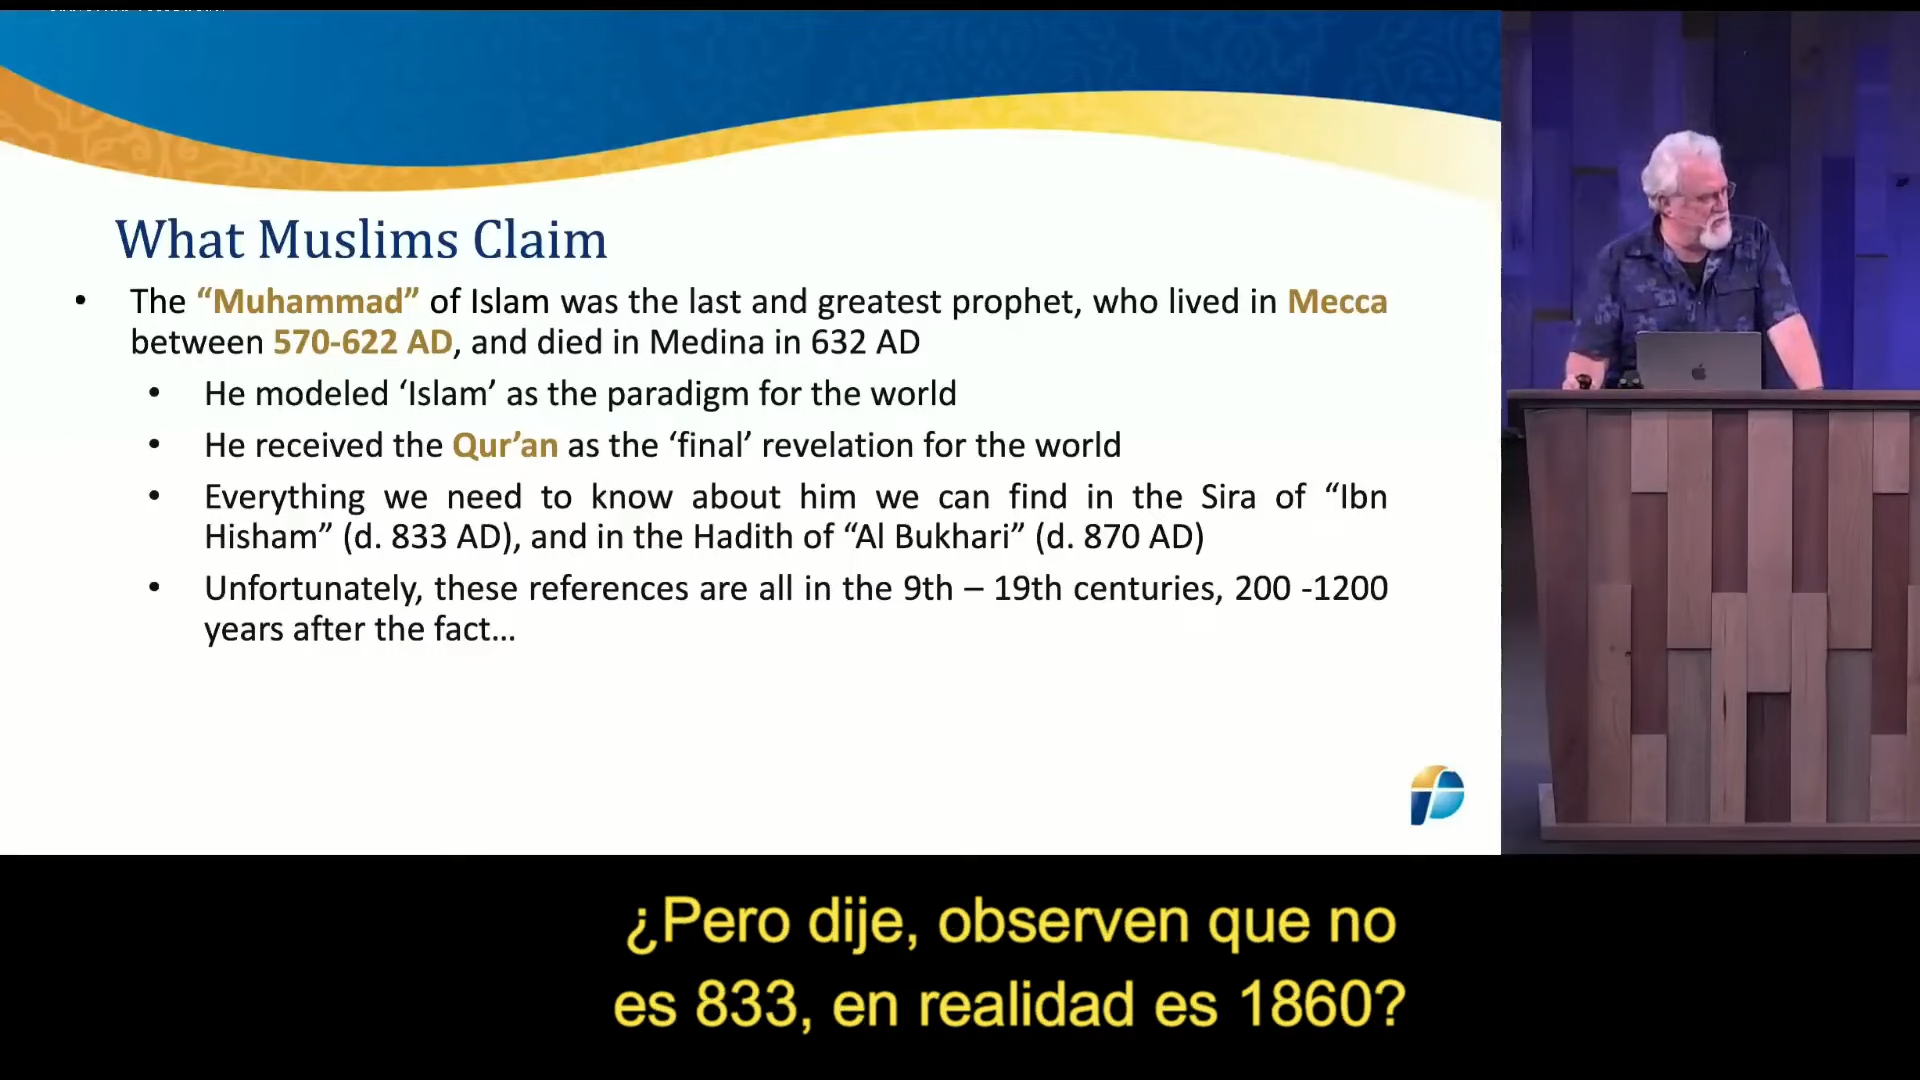 What Muslims Claim
• The “Muhammad” of Islam was the last and greatest prophet, who lived in Mecca
between 570-622 AD, and died in Medina in 632 AD
• He modeled ‘Islam’ as the paradigm for the world
• He received the Qur’an as the ‘final’ revelation for the world
• Everything we need to know about him we can find in the Sira of “Ibn
Hisham” (d. 833 AD), and in the Hadith of “Al Bukhari” (d. 870 AD)
• Unfortunately, these references are all in the 9th – 19th centuries, 200 -1200
years after the fact…
¿Pero dije, observen que no
es 833, en realidad es 1860?